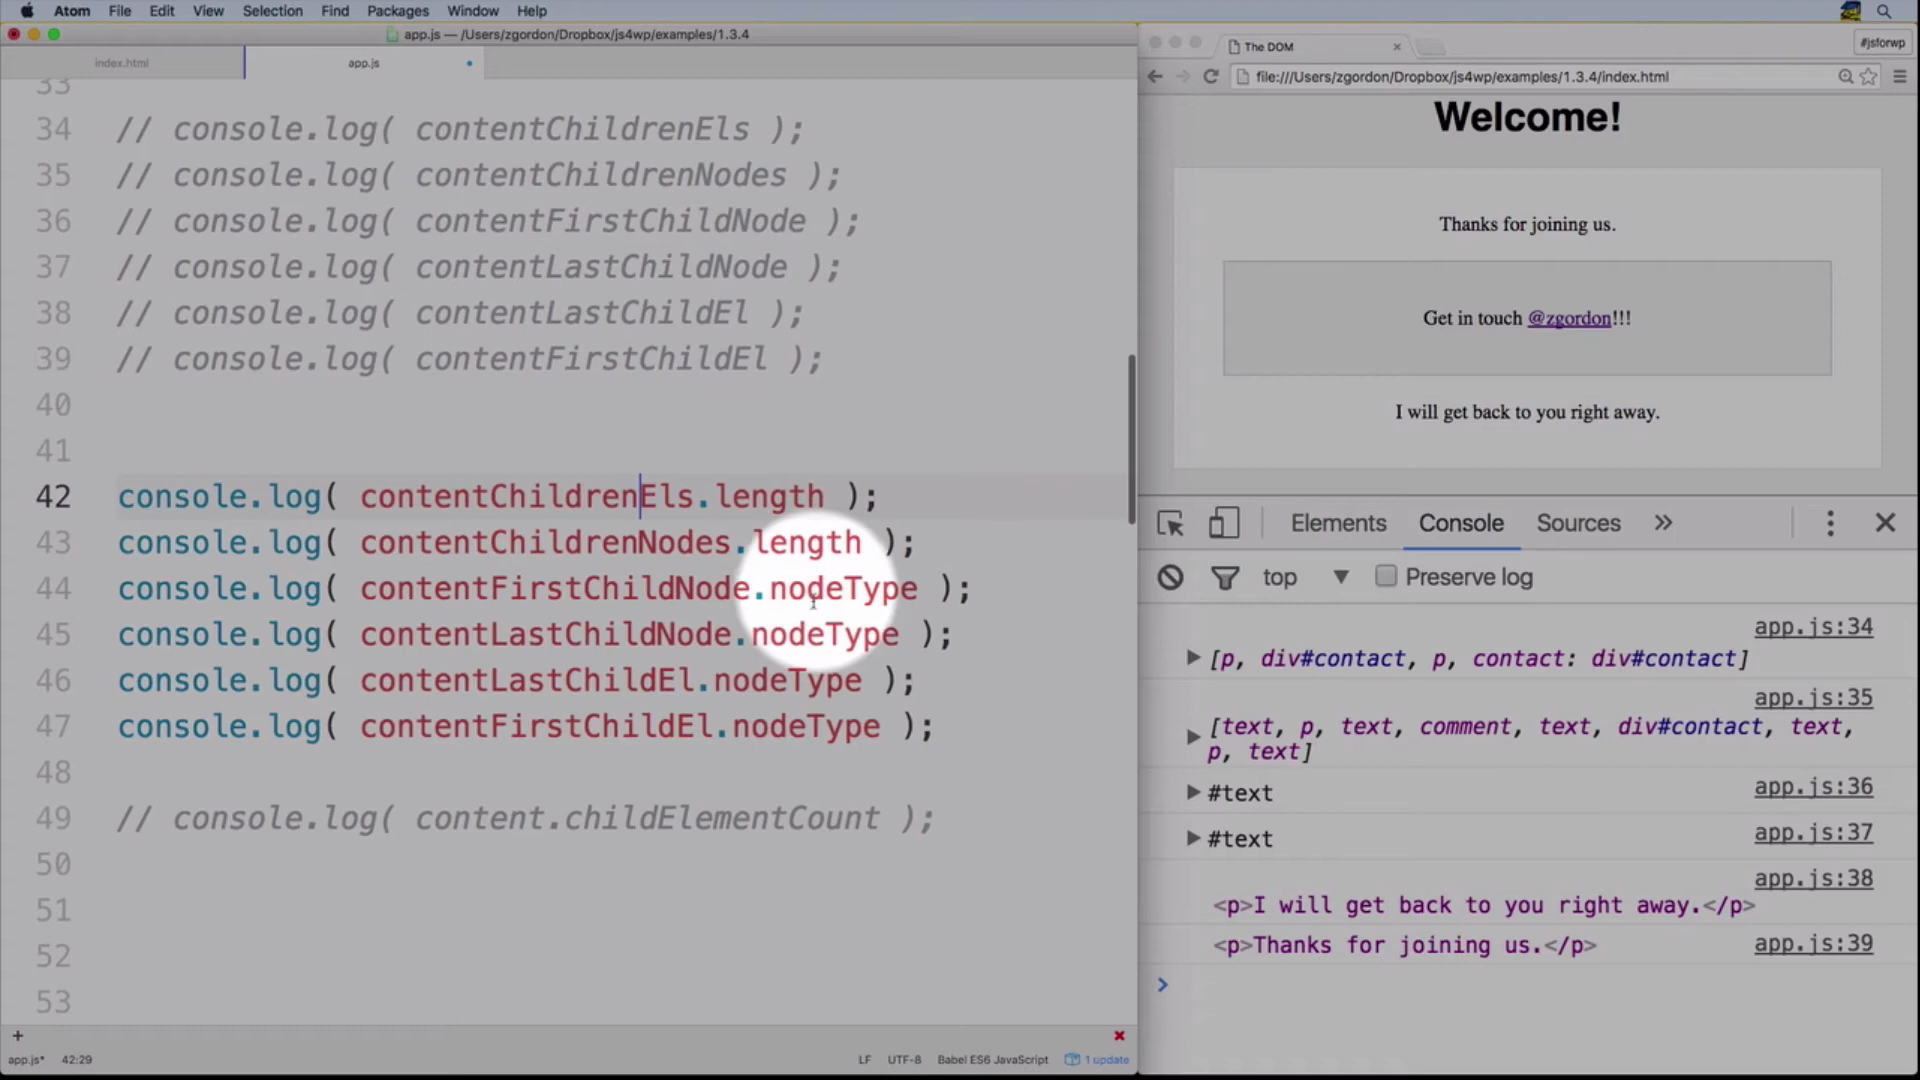 Atom File Edit View Selection Find Packages Window Help
app.js — /Users/zgordon/Dropbox/js4wp/examples/1.3.4
index.html
app.js
33
34 // console.log( contentChildrenEls );
35 // console.log( contentChildrenNodes );
36 // console.log( contentFirstChildNode );
37 // console.log( contentLastChildNode );
38 // console.log( contentLastChildEl );
39 // console.log( contentFirstChildEl );
40
41
42 console.log( contentChildrenEls.length );
43 console.log( contentChildrenNodes.length );
44 console.log( contentFirstChildNode.nodeType );
45 console.log( contentLastChildNode.nodeType );
46 console.log( contentLastChildEl.nodeType );
47 console.log( contentFirstChildEl.nodeType );
48
49 // console.log( content.childElementCount );
50
51
52
53
app.js* 42:29 LF UTF-8 Babel ES6 JavaScript 1 update
The DOM
#jsforwp
file:///Users/zgordon/Dropbox/js4wp/examples/1.3.4/index.html
Welcome!
Thanks for joining us.
Get in touch @zgordon!!!
I will get back to you right away.
Elements Console Sources »
top Preserve log
app.js:34
[p, div#contact, p, contact: div#contact]
app.js:35
[text, p, text, comment, text, div#contact, text,
p, text]
#text app.js:36
#text app.js:37
app.js:38
<p>I will get back to you right away.</p>
<p>Thanks for joining us.</p> app.js:39